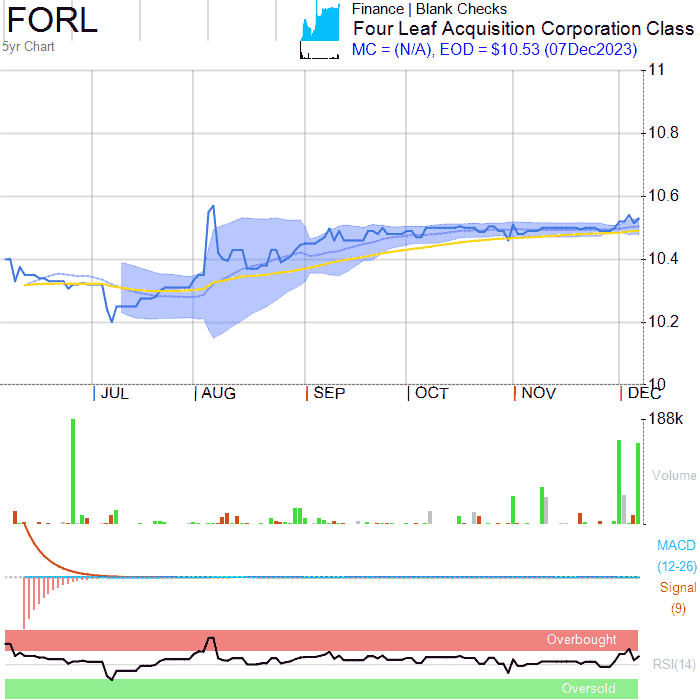 FORL
5yr Chart
Finance | Blank Checks
Four Leaf Acquisition Corporation Class
MC = (N/A), EOD = $10.53 (07Dec2023)
11
10.8
10.6
10.4
10.2
10
JUL AUG SEP OCT NOV DEC
188k
Volume
MACD
(12-26)
Signal
(9)
Overbought
RSI(14)
Oversold